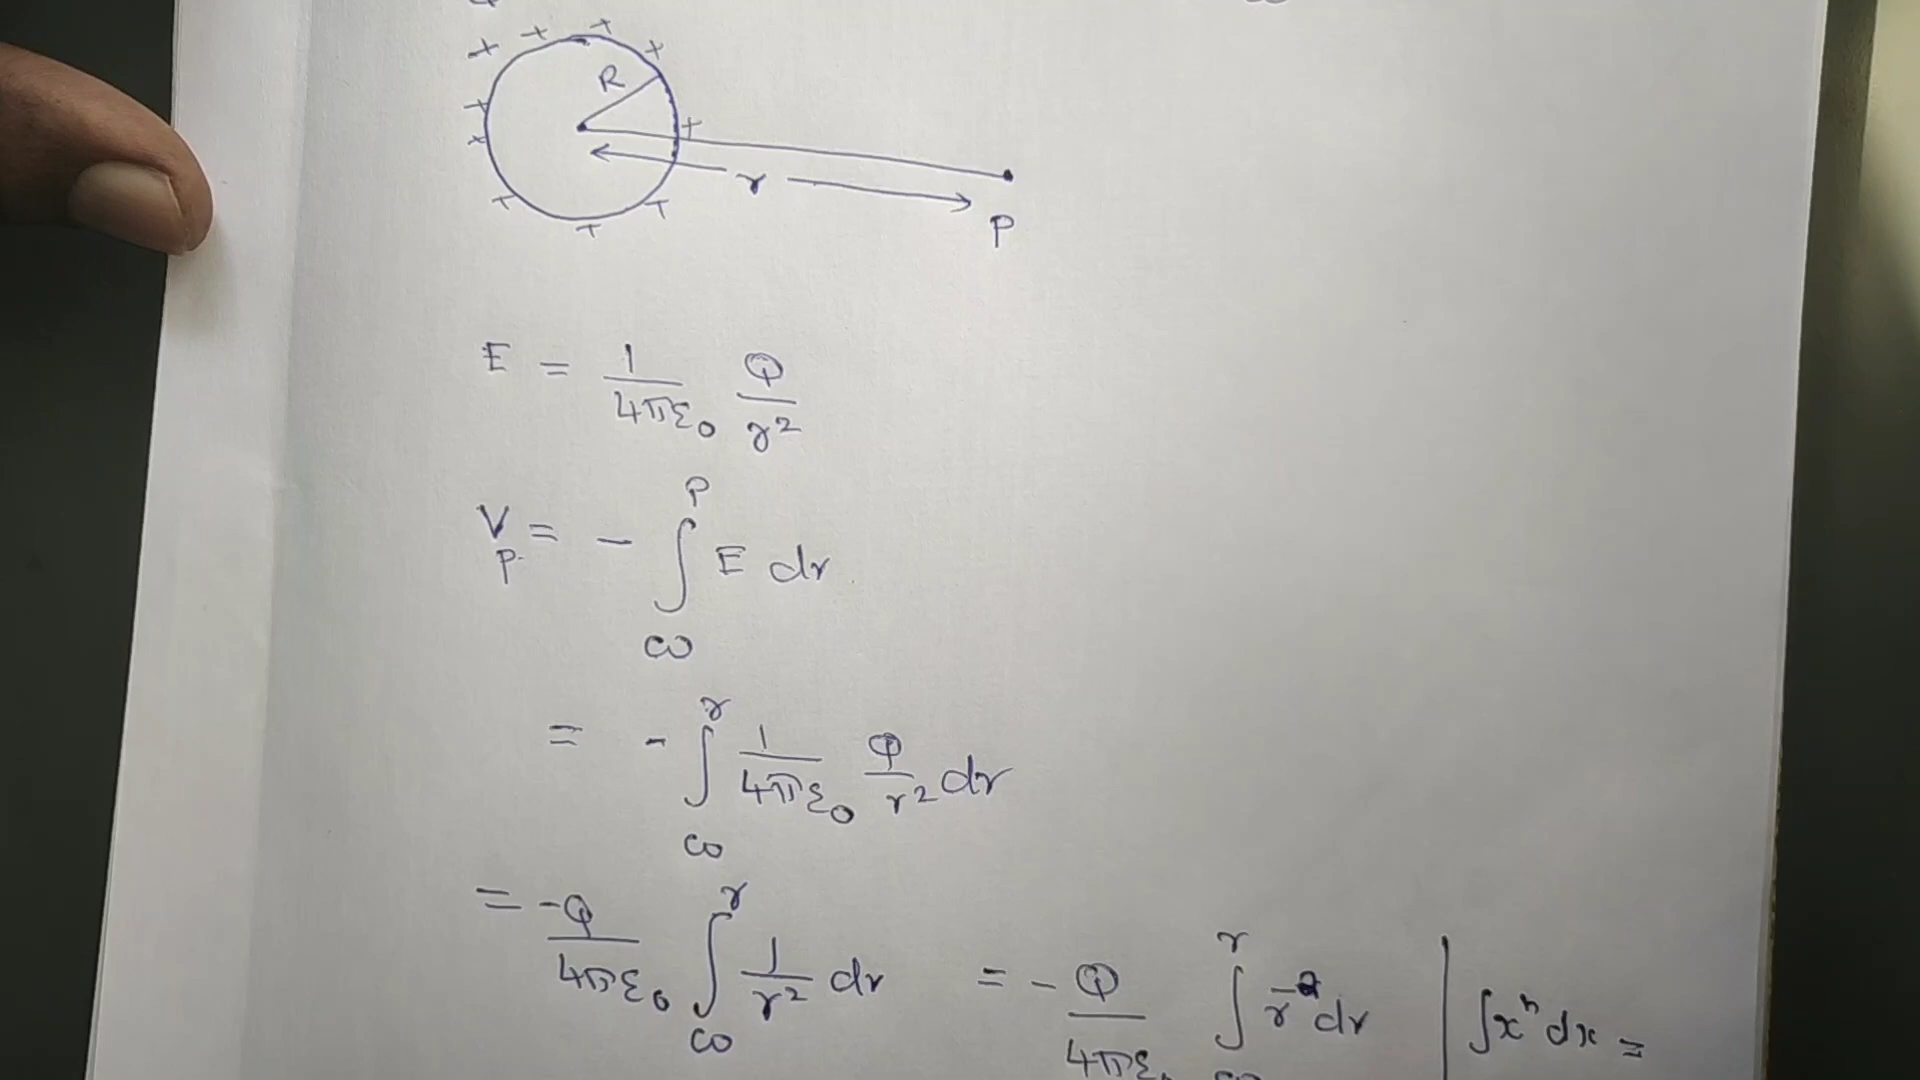 + + + + + R + + + + + +
r
P
E = 1/4πε₀ Q/r²
V_P = - ∫_∞^P E dr
= - ∫_∞^r 1/4πε₀ Q/r² dr
= -Q/4πε₀ ∫_∞^r 1/r² dr = - Q/4πε₀ ∫_∞^r r⁻² dr | ∫xⁿ dx =